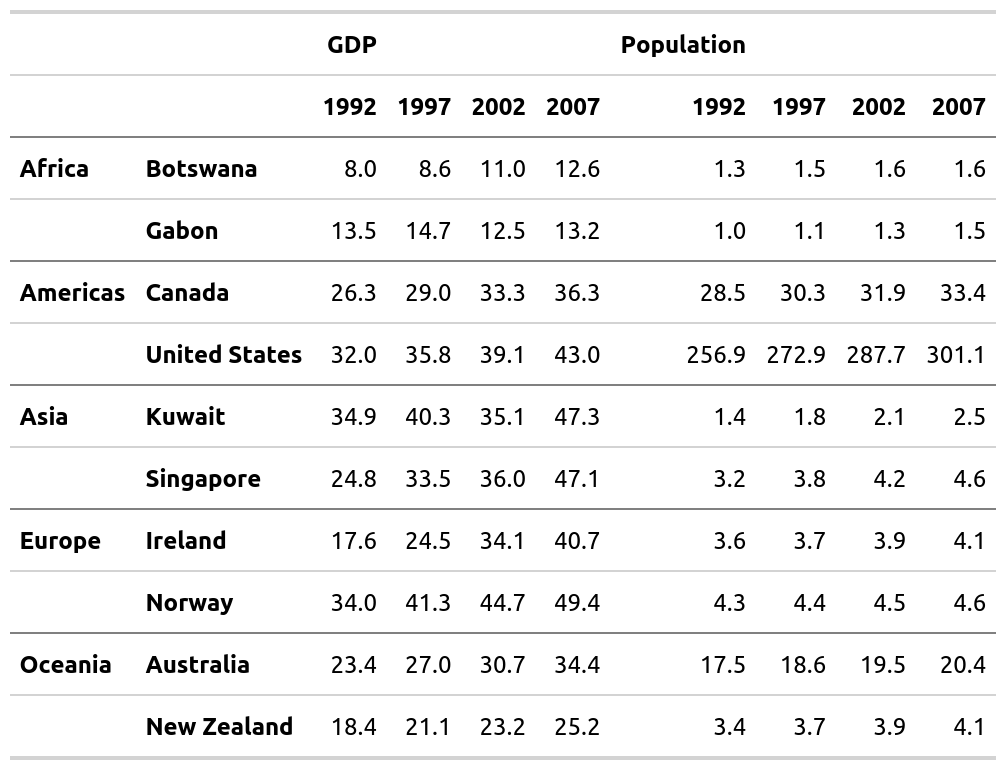 GDP Population
1992 1997 2002 2007 1992 1997 2002 2007
Africa Botswana 8.0 8.6 11.0 12.6 1.3 1.5 1.6 1.6
Gabon 13.5 14.7 12.5 13.2 1.0 1.1 1.3 1.5
Americas Canada 26.3 29.0 33.3 36.3 28.5 30.3 31.9 33.4
United States 32.0 35.8 39.1 43.0 256.9 272.9 287.7 301.1
Asia Kuwait 34.9 40.3 35.1 47.3 1.4 1.8 2.1 2.5
Singapore 24.8 33.5 36.0 47.1 3.2 3.8 4.2 4.6
Europe Ireland 17.6 24.5 34.1 40.7 3.6 3.7 3.9 4.1
Norway 34.0 41.3 44.7 49.4 4.3 4.4 4.5 4.6
Oceania Australia 23.4 27.0 30.7 34.4 17.5 18.6 19.5 20.4
New Zealand 18.4 21.1 23.2 25.2 3.4 3.7 3.9 4.1